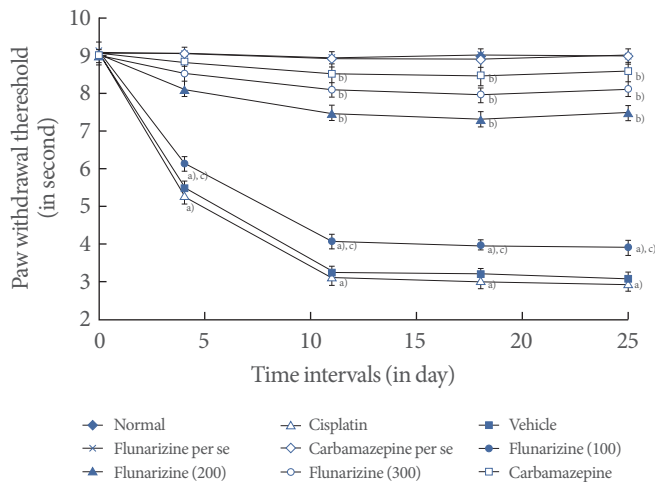 10
9
8
7
6
5
4
3
2
Paw withdrawal thereshold
(in second)
b)
b)
b)
b)
b)
b)
b)
b)
b)
a), c)
a)
a), c)
a), c)
a), c)
a)
a)
a)
0 5 10 15 20 25
Time intervals (in day)
Normal Cisplatin Vehicle
Flunarizine per se Carbamazepine per se Flunarizine (100)
Flunarizine (200) Flunarizine (300) Carbamazepine